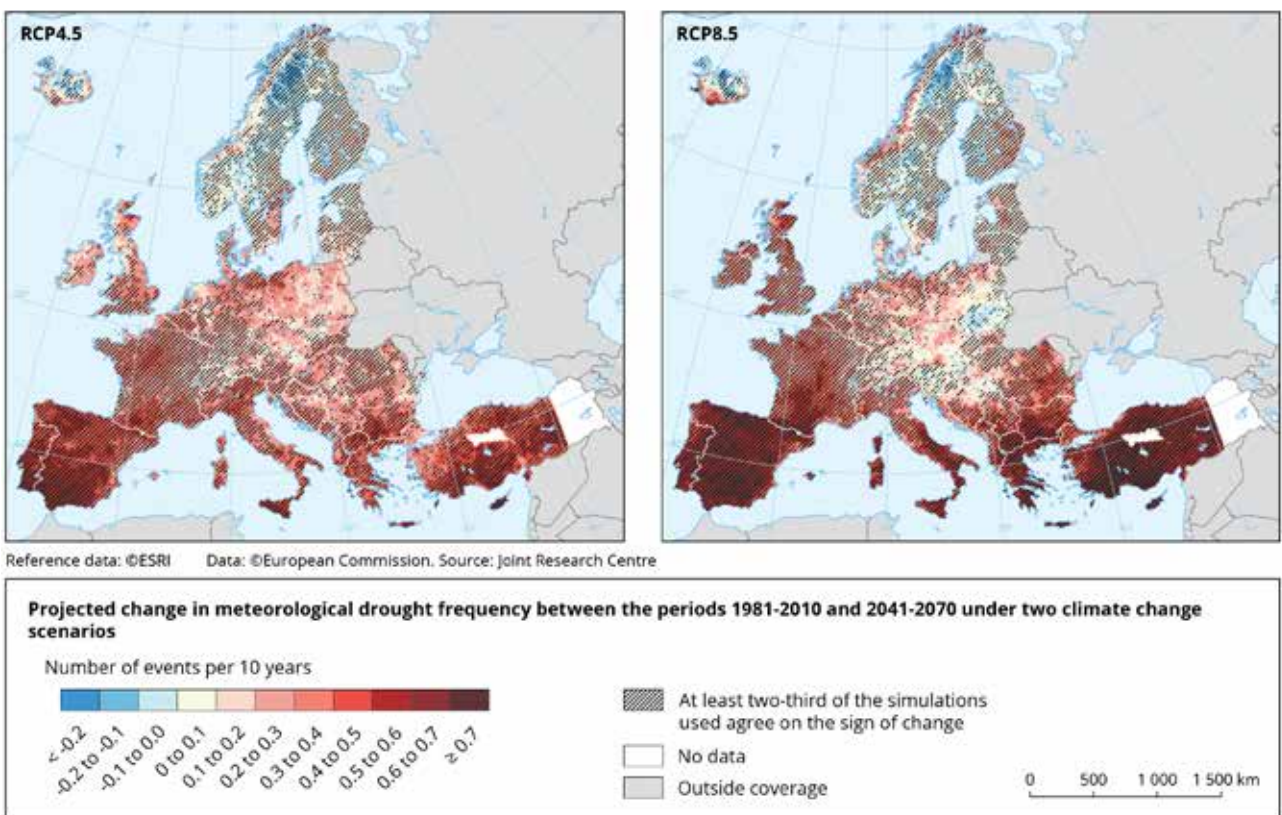 RCP4.5
RCP8.5
Reference data: ©ESRI Data: ©European Commission. Source: Joint Research Centre
Projected change in meteorological drought frequency between the periods 1981-2010 and 2041-2070 under two climate change
scenarios
Number of events per 10 years
< -0.2
-0.2 to -0.1
-0.1 to 0.0
0 to 0.1
0.1 to 0.2
0.2 to 0.3
0.3 to 0.4
0.4 to 0.5
0.5 to 0.6
0.6 to 0.7
≥ 0.7
At least two-third of the simulations
used agree on the sign of change
No data
Outside coverage
0 500 1 000 1 500 km